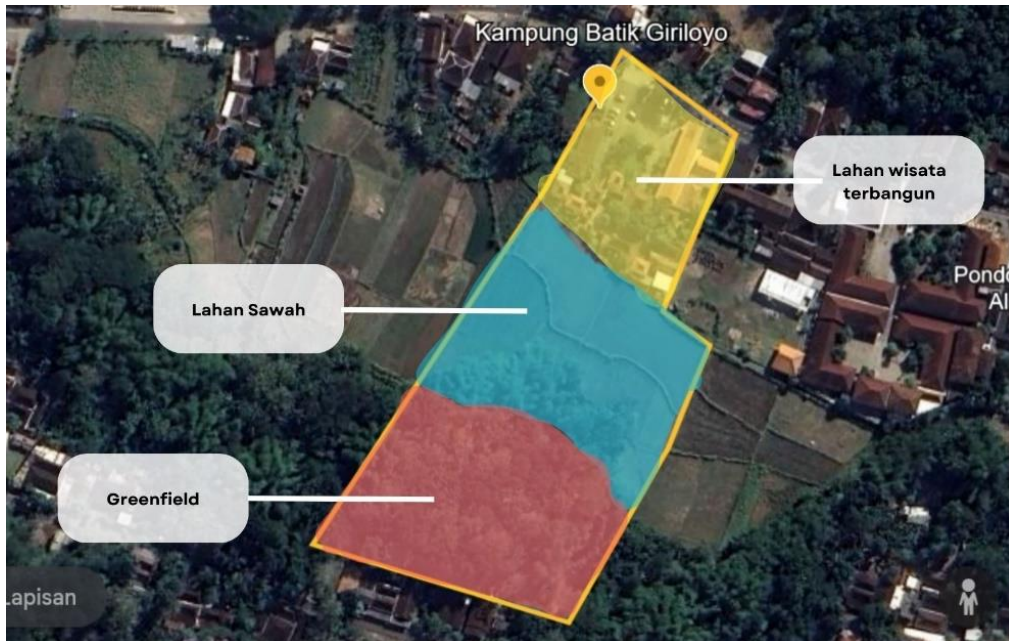 Kampung Batik Giriloyo
Lahan wisata
terbangun
Lahan Sawah
Greenfield
Lapisan